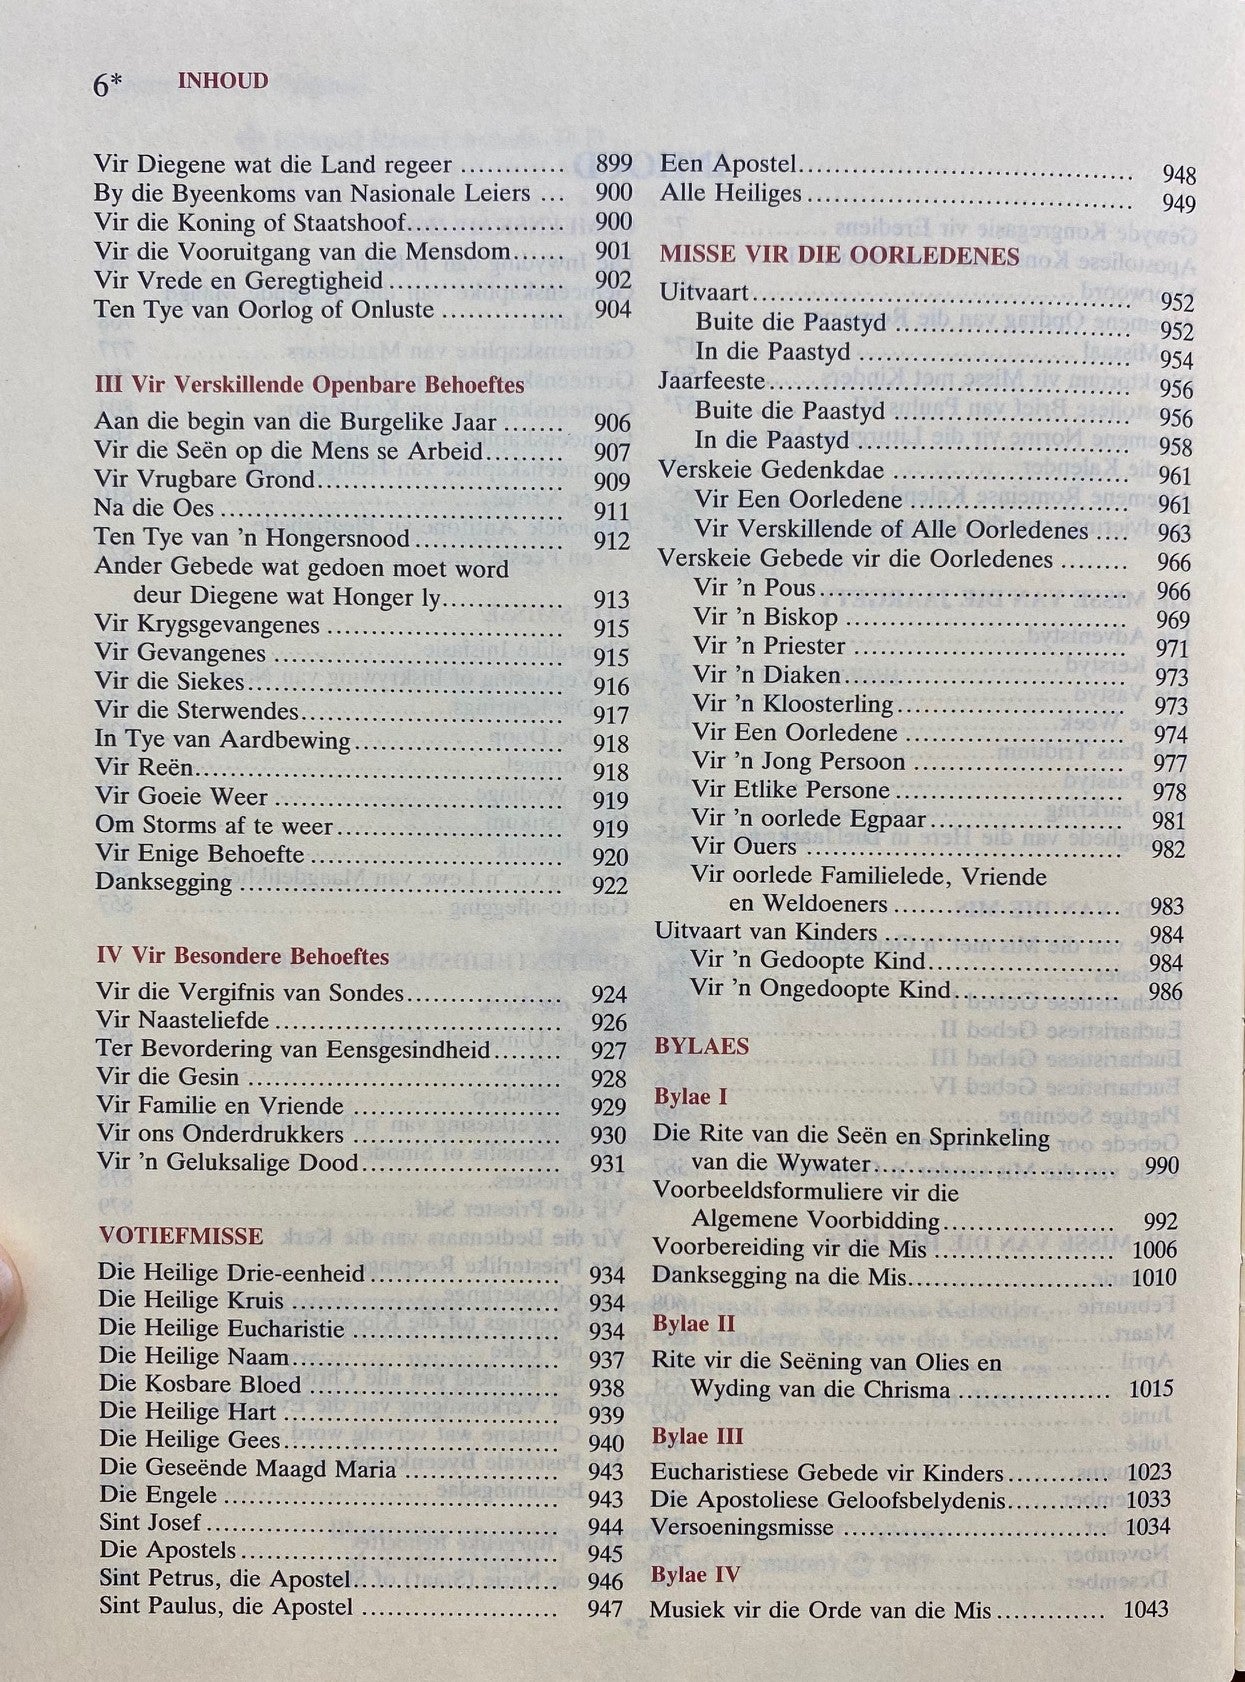 6* INHOUD
Vir Diegene wat die Land regeer ............ 899
By die Byeenkoms van Nasionale Leiers ... 900
Vir die Koning of Staatshoof.................... 900
Vir die Vooruitgang van die Mensdom....... 901
Vir Vrede en Geregtigheid ...................... 902
Ten Tye van Oorlog of Onluste ............... 904
III Vir Verskillende Openbare Behoeftes
Aan die begin van die Burgelike Jaar ....... 906
Vir die Seën op die Mens se Arbeid......... 907
Vir Vrugbare Grond............................... 909
Na die Oes ........................................... 911
Ten Tye van ’n Hongersnood.................. 912
Ander Gebede wat gedoen moet word
deur Diegene wat Honger ly............... 913
Vir Krygsgevangenes ............................. 915
Vir Gevangenes .................................... 915
Vir die Siekes....................................... 916
Vir die Sterwendes................................. 917
In Tye van Aardbewing.......................... 918
Vir Reën.............................................. 918
Vir Goeie Weer .................................... 919
Om Storms af te weer............................ 919
Vir Enige Behoefte................................ 920
Danksegging ........................................ 922
IV Vir Besondere Behoeftes
Vir die Vergifnis van Sondes................... 924
Vir Naasteliefde .................................... 926
Ter Bevordering van Eensgesindheid........ 927
Vir die Gesin ....................................... 928
Vir Familie en Vriende .......................... 929
Vir ons Onderdrukkers .......................... 930
Vir ’n Geluksalige Dood......................... 931
VOTIEFMISSE
Die Heilige Drie-eenheid........................ 934
Die Heilige Kruis .................................. 934
Die Heilige Eucharistie .......................... 934
Die Heilige Naam.................................. 937
Die Kosbare Bloed ................................ 938
Die Heilige Hart ................................... 939
Die Heilige Gees................................... 940
Die Geseënde Maagd Maria ................... 943
Die Engele ........................................... 943
Sint Josef ............................................. 944
Die Apostels......................................... 945
Sint Petrus, die Apostel.......................... 946
Sint Paulus, die Apostel ......................... 947
Een Apostel.......................................... 948
Alle Heiliges ......................................... 949
MISSE VIR DIE OORLEDENES
Uitvaart................................................ 952
Buite die Paastyd .............................. 952
In die Paastyd ................................... 954
Jaarfeeste.............................................. 956
Buite die Paastyd .............................. 956
In die Paastyd ................................... 958
Verskeie Gedenkdae .............................. 961
Vir Een Oorledene ............................ 961
Vir Verskillende of Alle Oorledenes .... 963
Verskeie Gebede vir die Oorledenes ........ 966
Vir ’n Pous....................................... 966
Vir ’n Biskop .................................... 969
Vir ’n Priester ................................... 971
Vir ’n Diaken.................................... 973
Vir ’n Kloosterling............................. 973
Vir Een Oorledene ............................ 974
Vir ’n Jong Persoon ........................... 977
Vir Etlike Persone ............................. 978
Vir ’n oorlede Egpaar......................... 981
Vir Ouers ......................................... 982
Vir oorlede Familielede, Vriende
en Weldoeners.............................. 983
Uitvaart van Kinders ............................. 984
Vir ’n Gedoopte Kind........................ 984
Vir ’n Ongedoopte Kind..................... 986
BYLAES
Bylae I
Die Rite van die Seën en Sprinkeling
van die Wywater................................ 990
Voorbeeldsformuliere vir die
Algemene Voorbidding....................... 992
Voorbereiding vir die Mis ...................... 1006
Danksegging na die Mis.......................... 1010
Bylae II
Rite vir die Seëning van Olies en
Wyding van die Chrisma .................... 1015
Bylae III
Eucharistiese Gebede vir Kinders............. 1023
Die Apostoliese Geloofsbelydenis............. 1033
Versoeningsmisse ................................... 1034
Bylae IV
Musiek vir die Orde van die Mis............. 1043